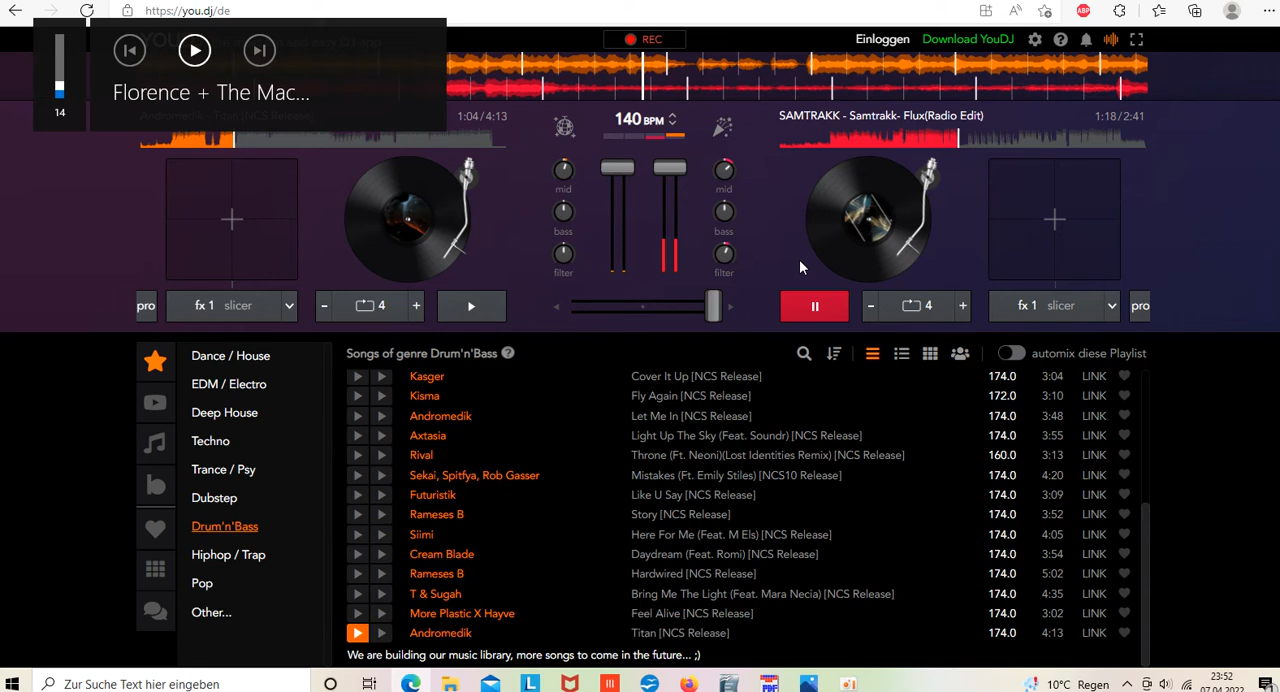 https://you.dj/de
REC
Einloggen
Download YouDJ
14
Florence + The Mac...
Andromedik - Titan [NCS Release]
1:04/4:13
140 BPM
SAMTRAKK - Samtrakk- Flux(Radio Edit)
1:18/2:41
mid
mid
bass
bass
filter
filter
pro
fx 1 slicer
- 4 +
- 4 +
fx 1 slicer
pro
Dance / House
EDM / Electro
Deep House
Techno
Trance / Psy
Dubstep
Drum'n'Bass
Hiphop / Trap
Pop
Other...
Songs of genre Drum'n'Bass ?
automix diese Playlist
Kasger Cover It Up [NCS Release] 174.0 3:04 LINK
Kisma Fly Again [NCS Release] 172.0 3:10 LINK
Andromedik Let Me In [NCS Release] 174.0 3:48 LINK
Axtasia Light Up The Sky (Feat. Soundr) [NCS Release] 174.0 3:55 LINK
Rival Throne (Ft. Neoni)(Lost Identities Remix) [NCS Release] 160.0 3:13 LINK
Sekai, Spitfya, Rob Gasser Mistakes (Ft. Emily Stiles) [NCS10 Release] 174.0 4:20 LINK
Futuristik Like U Say [NCS Release] 174.0 3:09 LINK
Rameses B Story [NCS Release] 174.0 3:52 LINK
Siimi Here For Me (Feat. M Els) [NCS Release] 174.0 4:05 LINK
Cream Blade Daydream (Feat. Romi) [NCS Release] 174.0 3:54 LINK
Rameses B Hardwired [NCS Release] 174.0 5:02 LINK
T & Sugah Bring Me The Light (Feat. Mara Necia) [NCS Release] 174.0 4:35 LINK
More Plastic X Hayve Feel Alive [NCS Release] 174.0 3:02 LINK
Andromedik Titan [NCS Release] 174.0 4:13 LINK
We are building our music library, more songs to come in the future... ;)
Zur Suche Text hier eingeben
10°C Regen
23:52